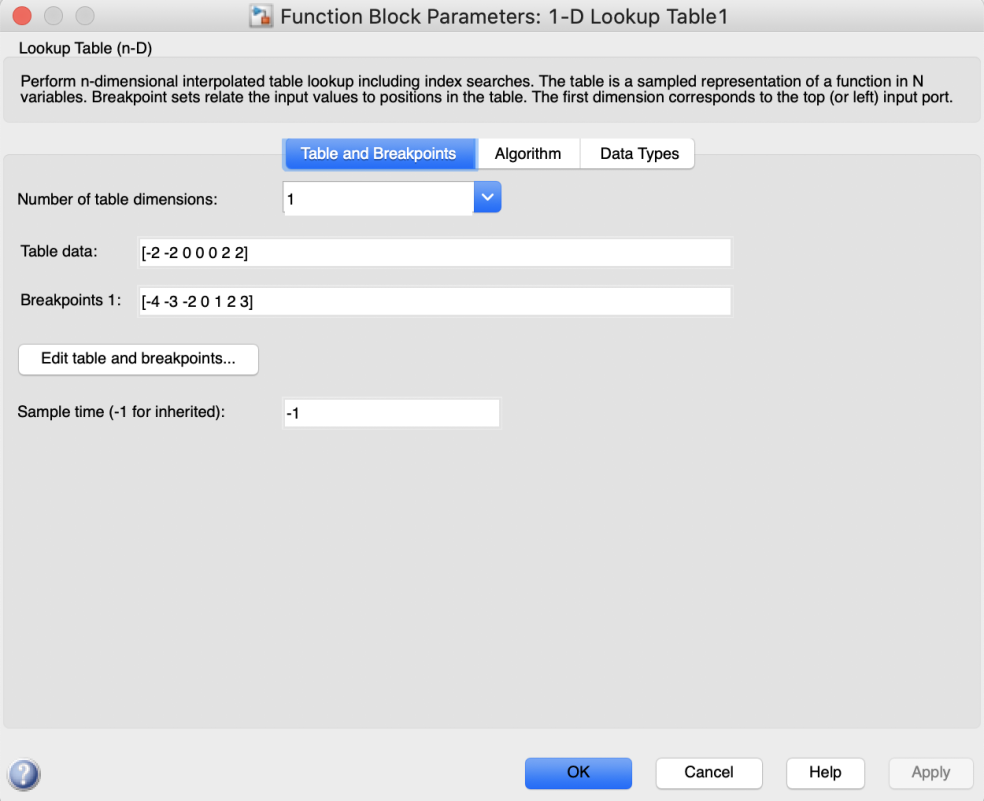 Function Block Parameters: 1-D Lookup Table1
Lookup Table (n-D)
Perform n-dimensional interpolated table lookup including index searches. The table is a sampled representation of a function in N
variables. Breakpoint sets relate the input values to positions in the table. The first dimension corresponds to the top (or left) input port.
Table and Breakpoints Algorithm Data Types
Number of table dimensions: 1
Table data: [-2 -2 0 0 0 2 2]
Breakpoints 1: [-4 -3 -2 0 1 2 3]
Edit table and breakpoints...
Sample time (-1 for inherited): -1
? OK Cancel Help Apply